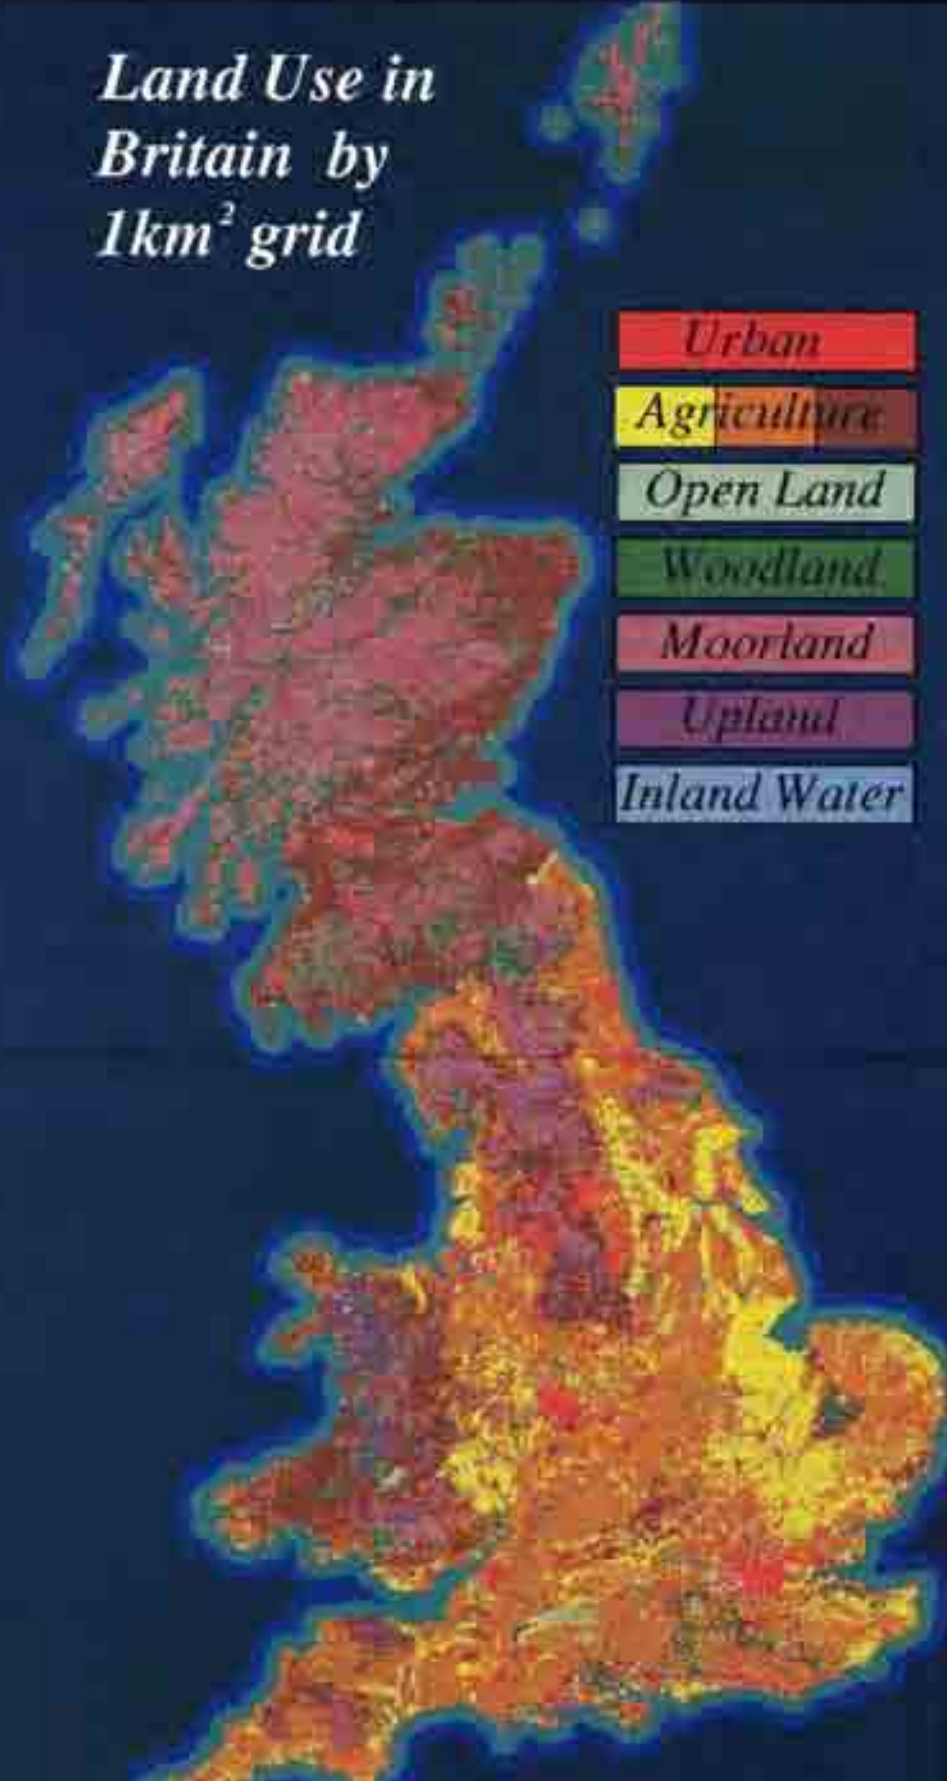 Land Use in
Britain by
1km² grid
Urban
Agriculture
Open Land
Woodland
Moorland
Upland
Inland Water